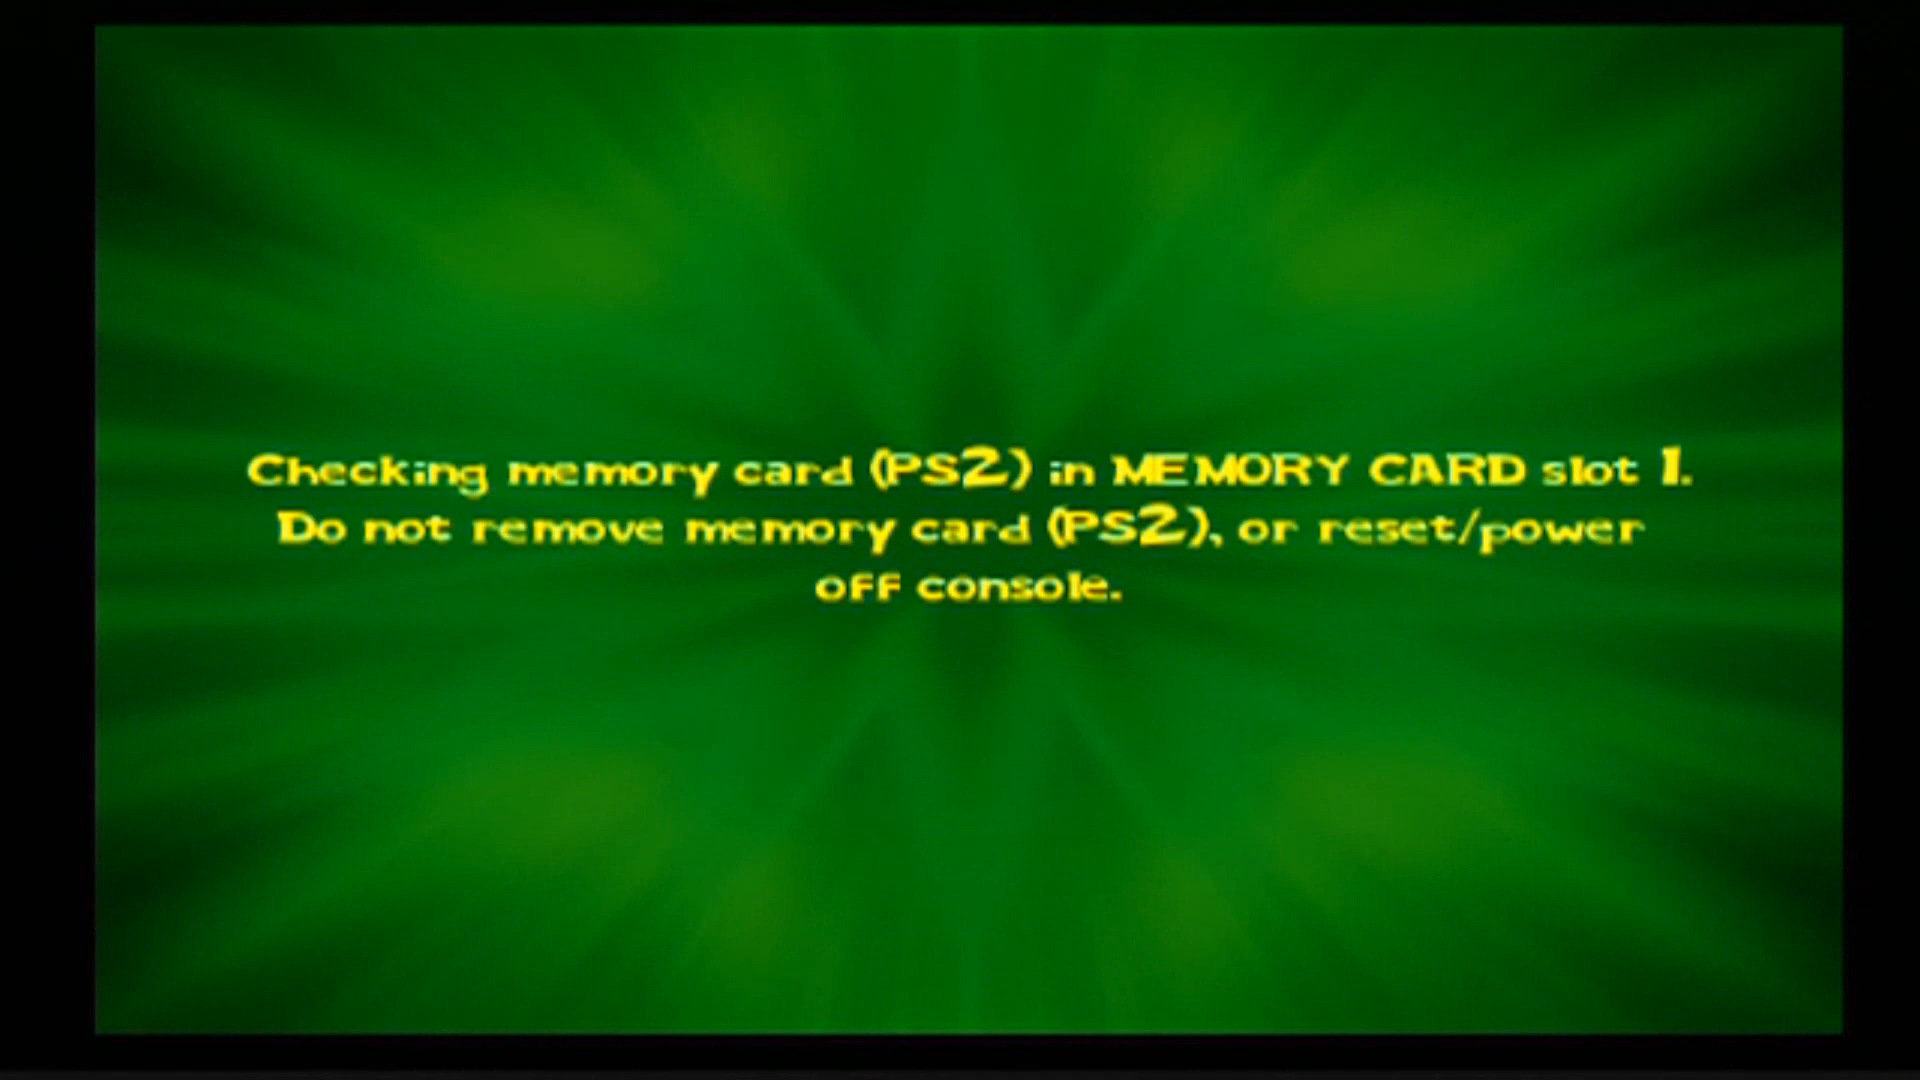 Checking memory card (PS2) in MEMORY CARD slot 1.
Do not remove memory card (PS2), or reset/power
off console.